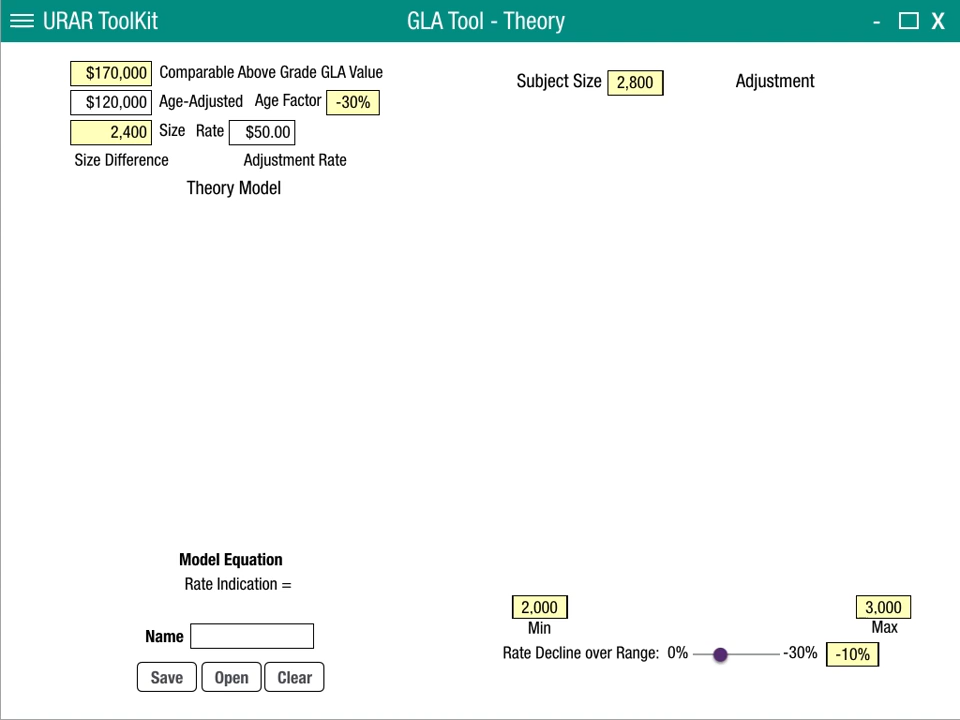 URAR ToolKit GLA Tool - Theory - X
$170,000 Comparable Above Grade GLA Value
Subject Size 2,800 Adjustment
$120,000 Age-Adjusted Age Factor -30%
2,400 Size Rate $50.00
Size Difference Adjustment Rate
Theory Model
Model Equation
Rate Indication =
2,000 3,000
Min Max
Name
Rate Decline over Range: 0% -30% -10%
Save Open Clear